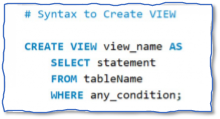 # Syntax to Create VIEW
CREATE VIEW view_name AS
SELECT statement
FROM tableName
WHERE any_condition;